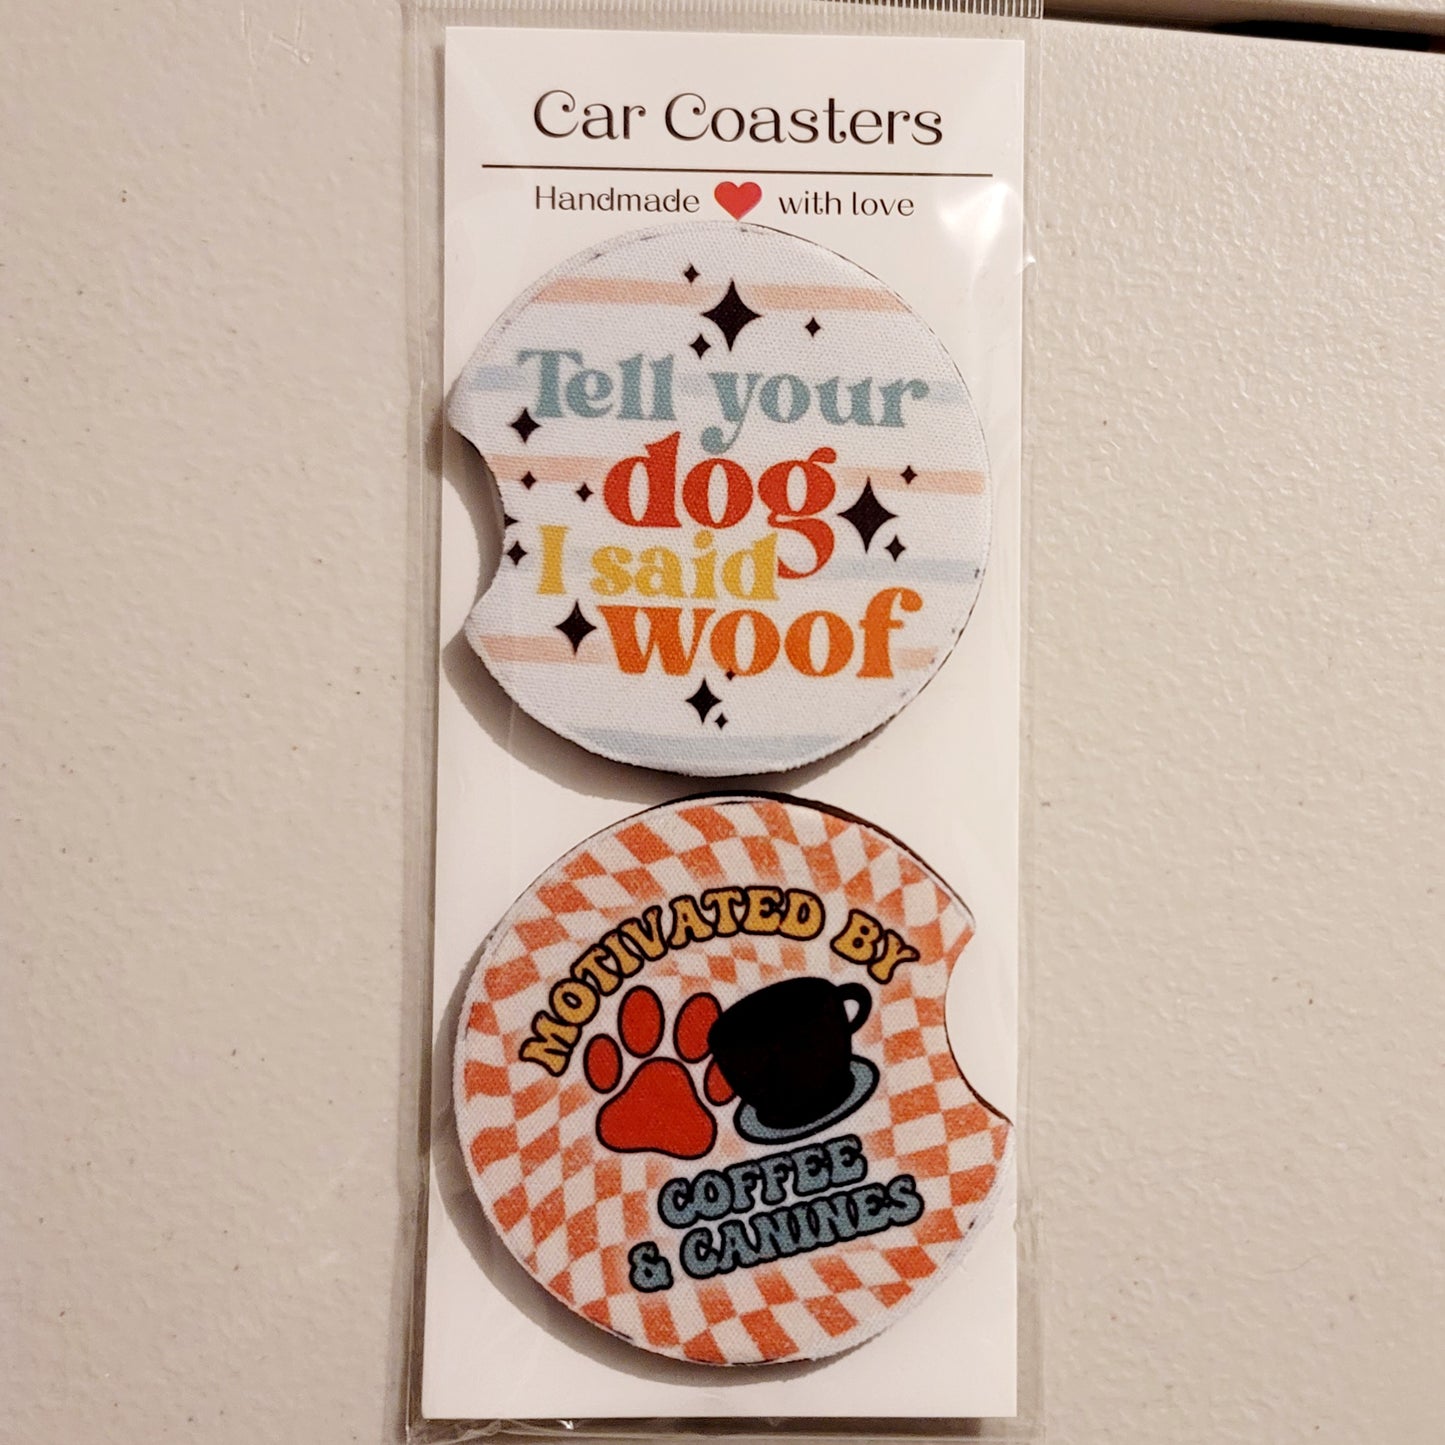 Car Coasters
Handmade with love
Tell your
dog
I said
woof
MOTIVATED BY
COFFEE
& CANINES